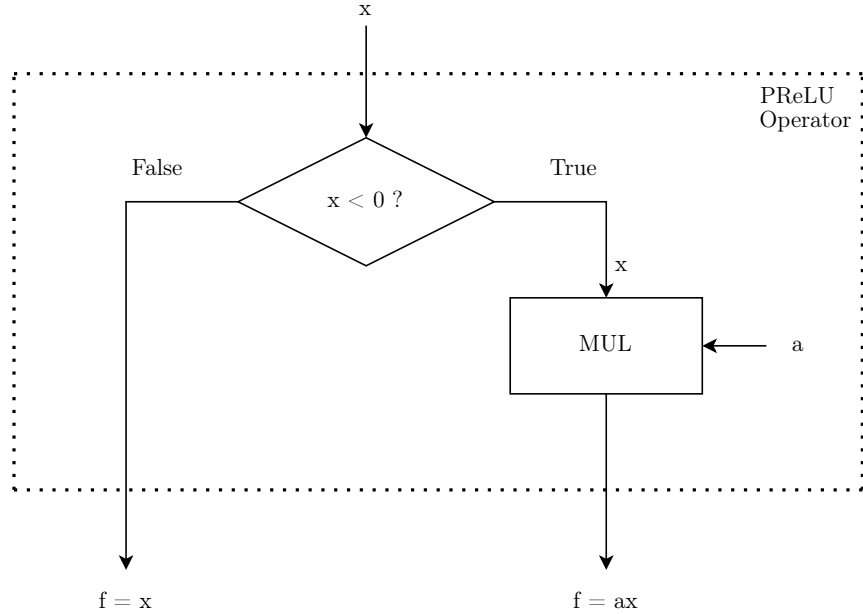 x
PReLU
Operator
False
True
x < 0 ?
x
MUL
a
f = x
f = ax